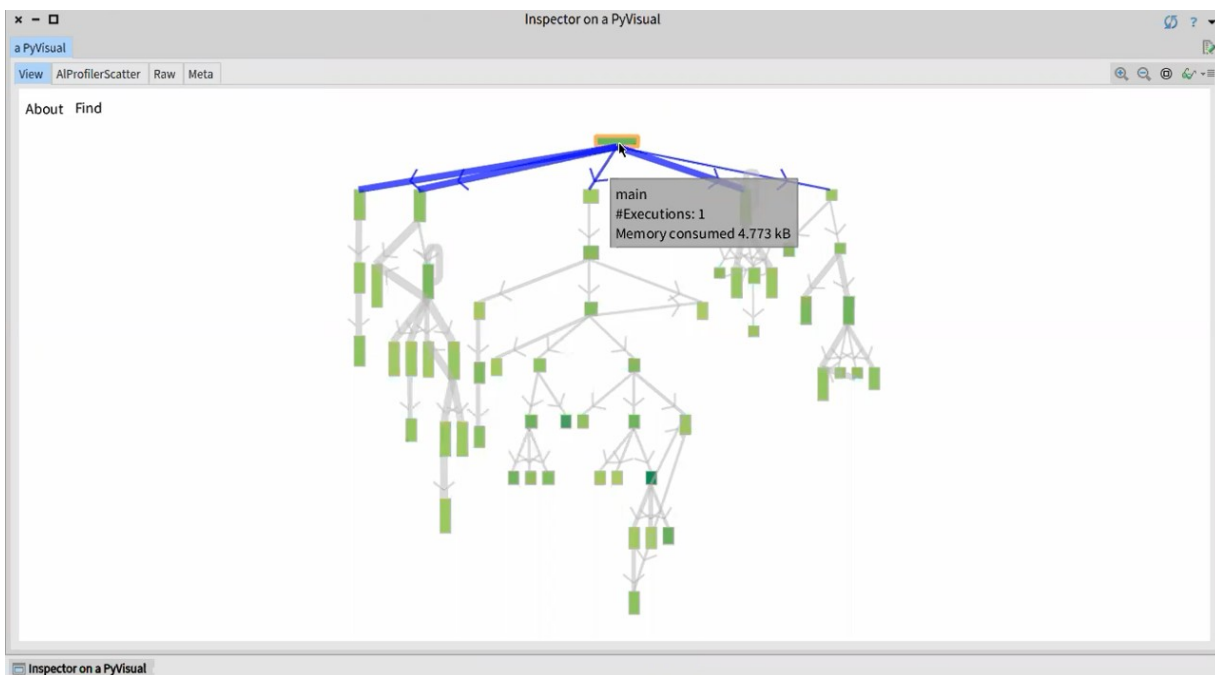 Inspector on a PyVisual
?
a PyVisual
View AlProfilerScatter Raw Meta
About Find
main
#Executions: 1
Memory consumed 4.773 kB
Inspector on a PyVisual